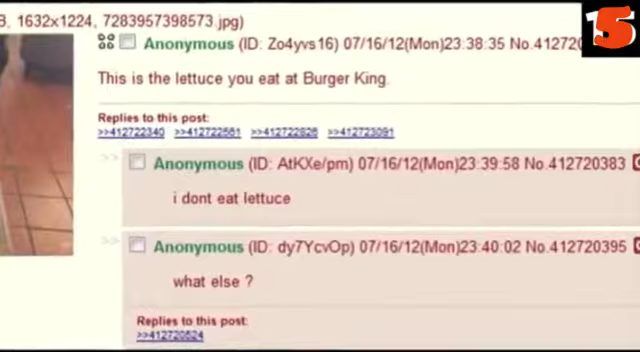 B, 1632x1224, 7283957398573.jpg)
Anonymous (ID: Zo4yvs16) 07/16/12(Mon)23:38:35 No.41272
15
This is the lettuce you eat at Burger King.
Replies to this post:
>>412722340 >>412722561 >>412722826 >>412723091
>> Anonymous (ID: AtKXe/pm) 07/16/12(Mon)23:39:58 No.412720383
i dont eat lettuce
>> Anonymous (ID: dy7YcvOp) 07/16/12(Mon)23:40:02 No.412720395
what else ?
Replies to this post:
>>412720524